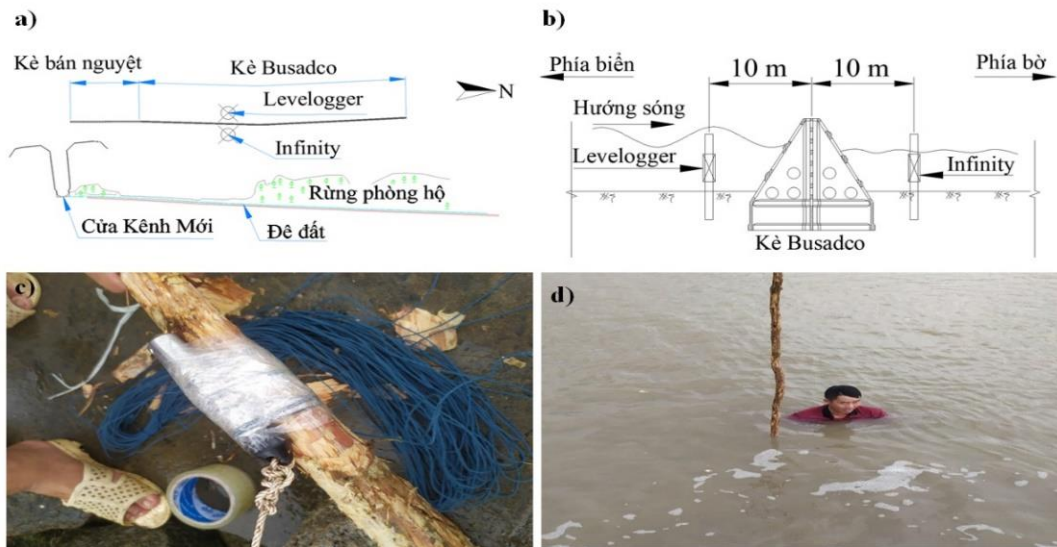 a)
Kè bán nguyệt
Kè Busadco
Levelogger
N
Infinity
Rừng phòng hộ
Cửa Kênh Mới
Đê đất
b)
10 m
10 m
Phía biển
Phía bờ
Hướng sóng
Levelogger
Infinity
Kè Busadco
c)
d)